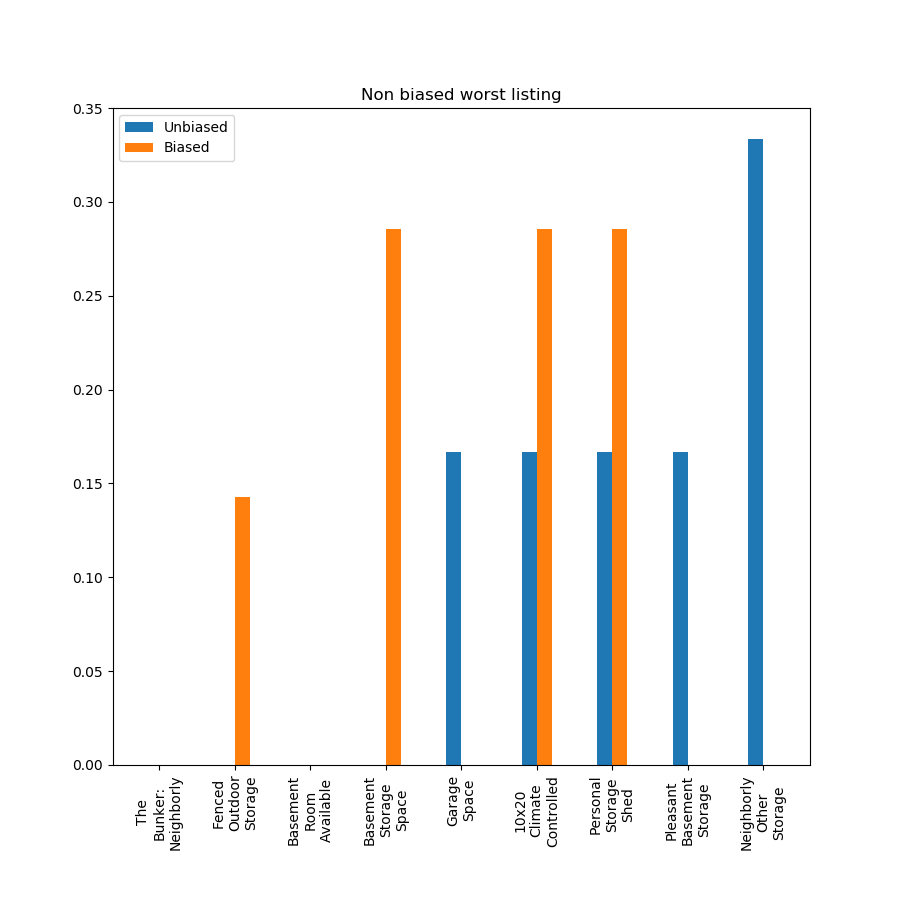 Non biased worst listing
Unbiased
Biased
0.35
0.30
0.25
0.20
0.15
0.10
0.05
0.00
The
Bunker:
Neighborly
Fenced
Outdoor
Storage
Basement
Room
Available
Basement
Storage
Space
Garage
Space
10x20
Climate
Controlled
Personal
Storage
Shed
Pleasant
Basement
Storage
Neighborly
Other
Storage